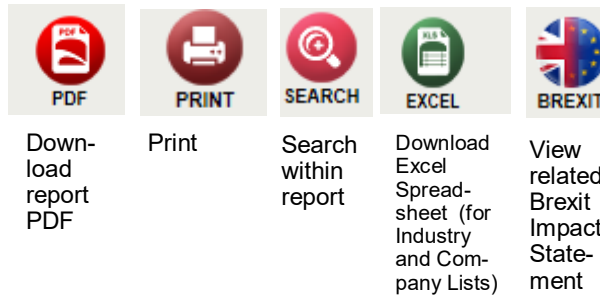 PDF
PDF
PRINT
SEARCH
XLS
EXCEL
BREXIT
Down-
load
report
PDF
Print
Search
within
report
Download
Excel
Spread-
sheet (for
Industry
and Com-
pany Lists)
View
related
Brexit
Impact
State-
ment